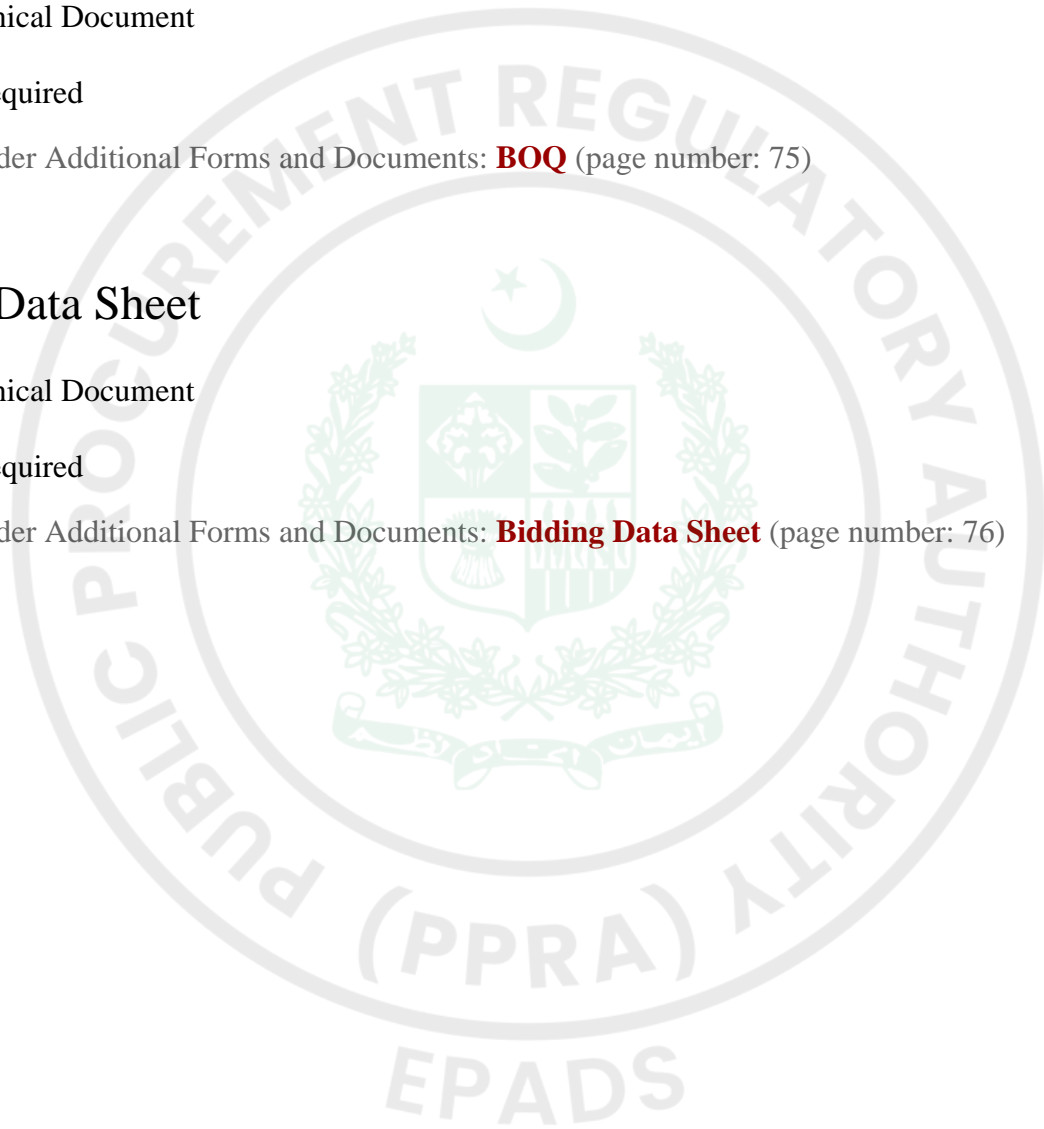 nical Document
equired
der Additional Forms and Documents: BOQ (page number: 75)
Data Sheet
nical Document
equired
der Additional Forms and Documents: Bidding Data Sheet (page number: 76)
PUBLIC PROCUREMENT REGULATORY AUTHORITY
(PPRA)
EPADS